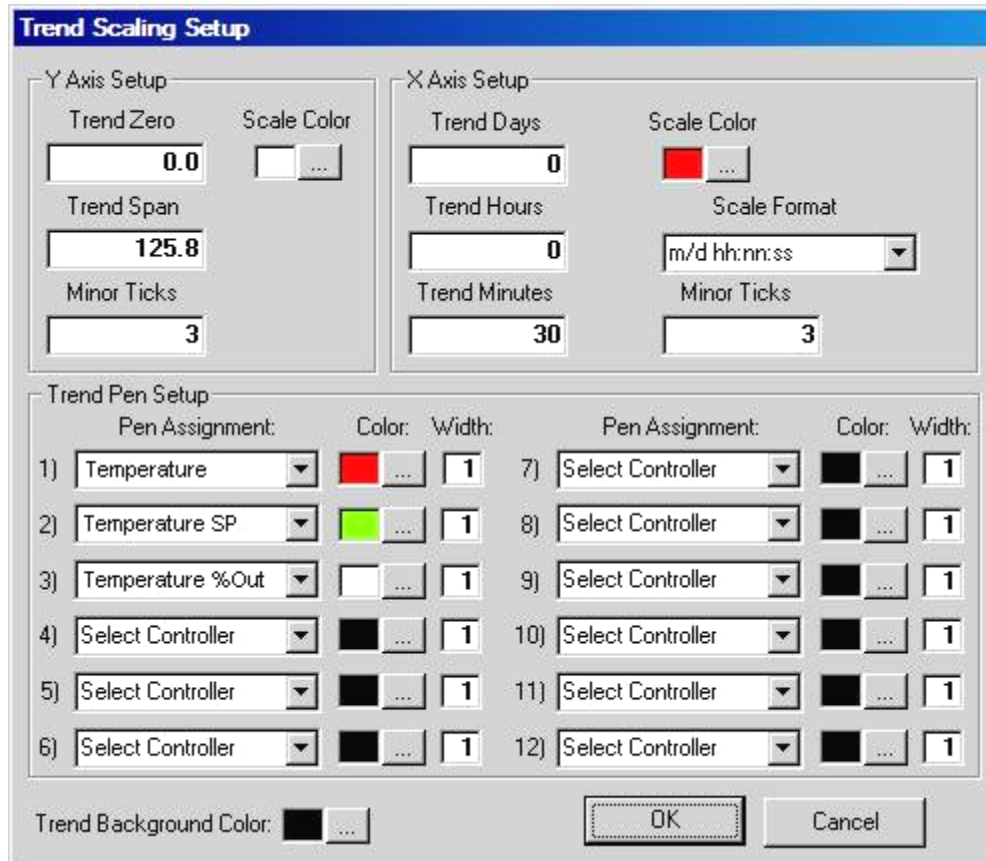 Trend Scaling Setup
Y Axis Setup
Trend Zero Scale Color
0.0 ...
Trend Span
125.8
Minor Ticks
3
X Axis Setup
Trend Days Scale Color
0 ...
Trend Hours Scale Format
0 m/d hh:nn:ss
Trend Minutes Minor Ticks
30 3
Trend Pen Setup
Pen Assignment: Color: Width: Pen Assignment: Color: Width:
1) Temperature ... 1 7) Select Controller ... 1
2) Temperature SP ... 1 8) Select Controller ... 1
3) Temperature %Out ... 1 9) Select Controller ... 1
4) Select Controller ... 1 10) Select Controller ... 1
5) Select Controller ... 1 11) Select Controller ... 1
6) Select Controller ... 1 12) Select Controller ... 1
Trend Background Color: ... OK Cancel